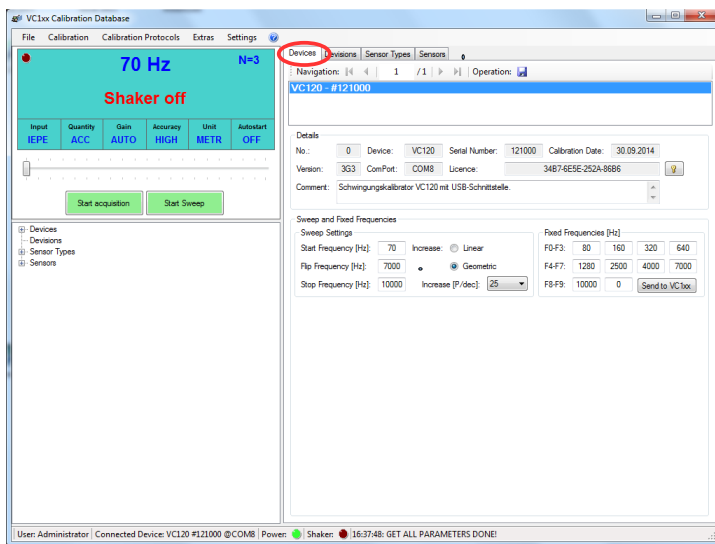 VC1xx Calibration Database
File Calibration Calibration Protocols Extras Settings
70 Hz N=3
Shaker off
Input Quantity Gain Accuracy Unit Autostart
IEPE ACC AUTO HIGH METR OFF
Start acquisition Start Sweep
Devices
Devisions
Sensor Types
Sensors
Devices Devisions Sensor Types Sensors
Navigation: 1 /1 Operation:
VC120 - #121000
Details
No.: 0 Device: VC120 Serial Number: 121000 Calibration Date: 30.09.2014
Version: 3G3 ComPort: COM8 Licence: 34B7-6E5E-252A-86B6
Comment: Schwingungskalibrator VC120 mit USB-Schnittstelle.
Sweep and Fixed Frequencies
Sweep Settings
Start Frequency [Hz]: 70 Increase: Linear
Flip Frequency [Hz]: 7000 Geometric
Stop Frequency [Hz]: 10000 Increase [P/dec]: 25
Fixed Frequencies [Hz]
F0-F3: 80 160 320 640
F4-F7: 1280 2500 4000 7000
F8-F9: 10000 0 Send to VC1xx
User: Administrator Connected Device: VC120 #121000 @COM8 Power: Shaker: 16:37:48: GET ALL PARAMETERS DONE!